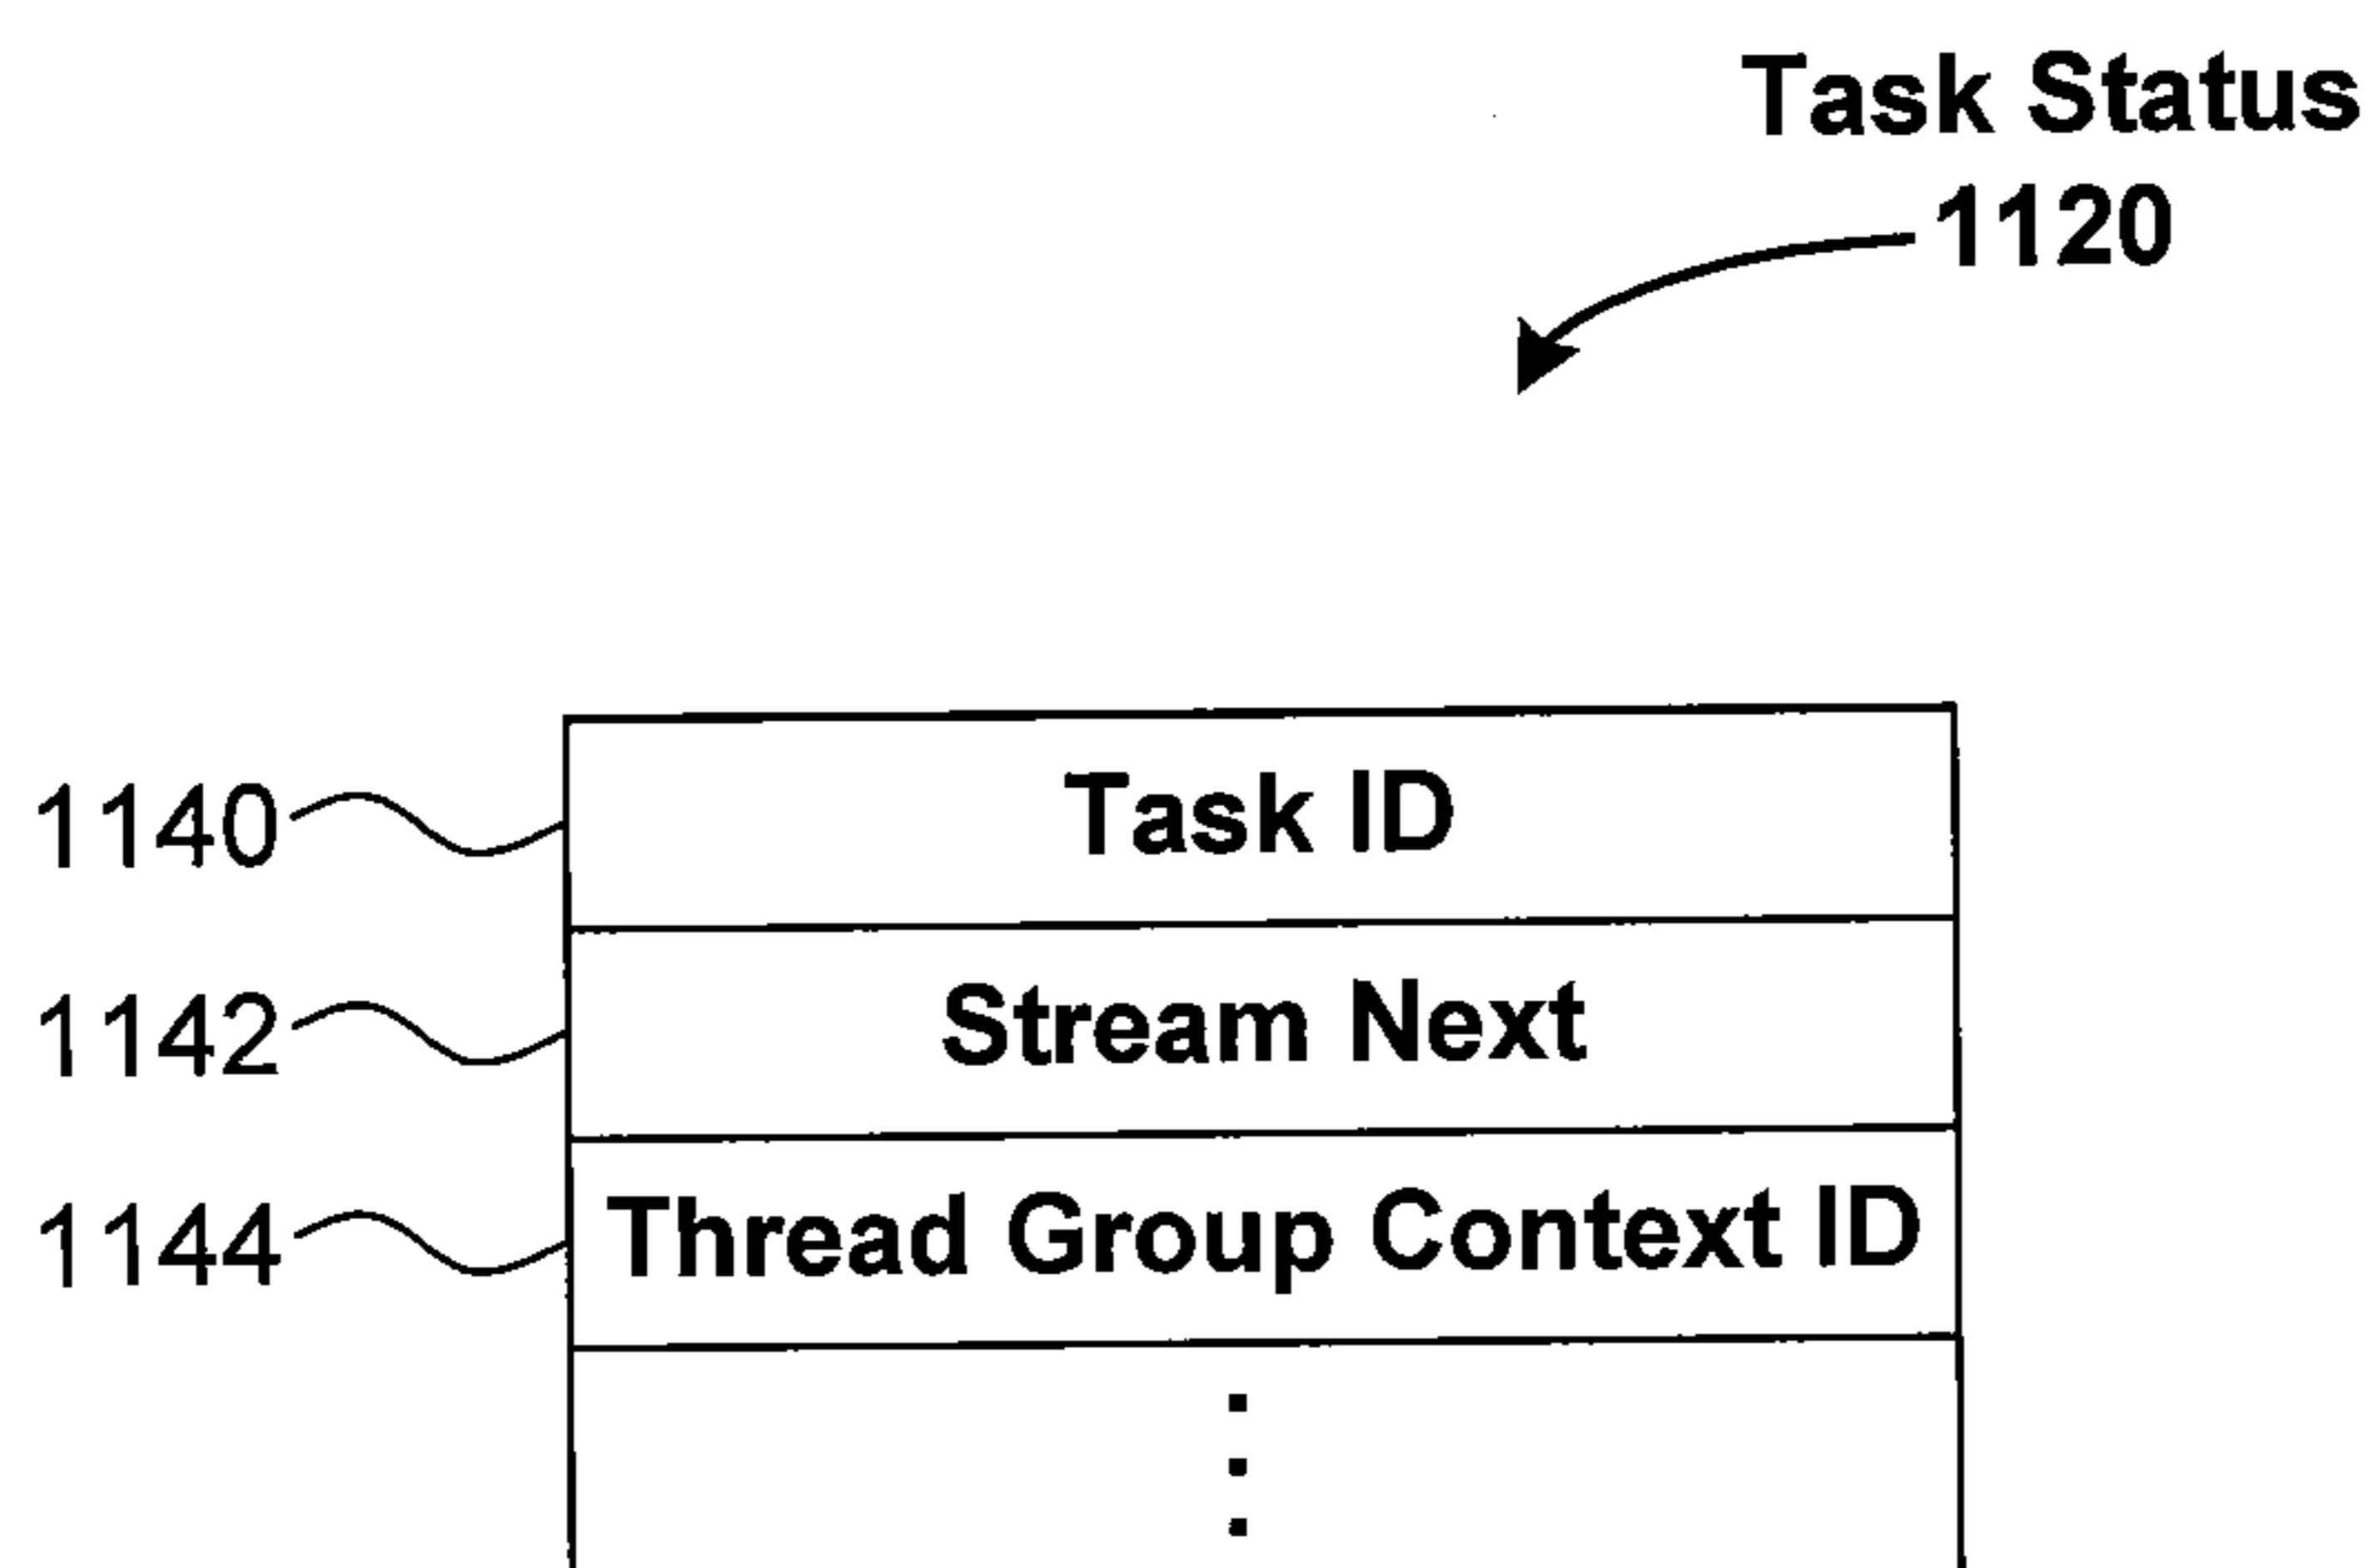 Task Status
1120
1140 Task ID
1142 Stream Next
1144 Thread Group Context ID